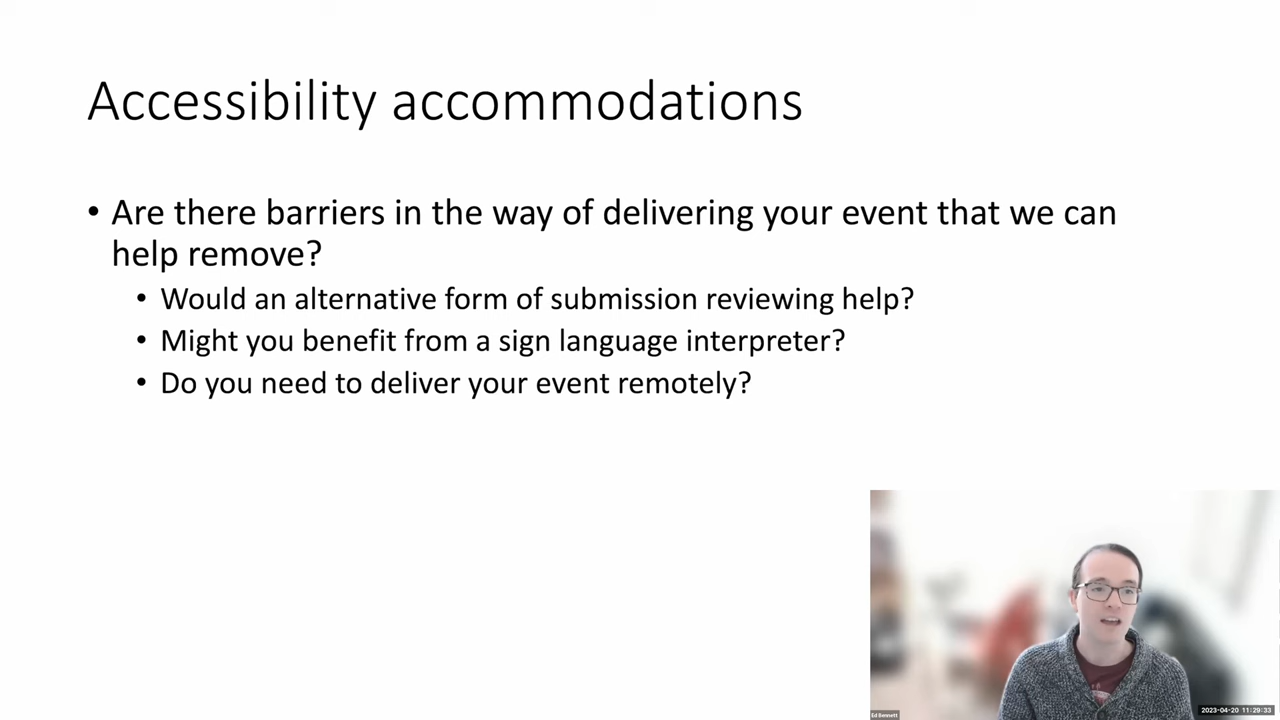 Accessibility accommodations
• Are there barriers in the way of delivering your event that we can
help remove?
• Would an alternative form of submission reviewing help?
• Might you benefit from a sign language interpreter?
• Do you need to deliver your event remotely?
Ed Bennett
2023-04-20 11:29:33